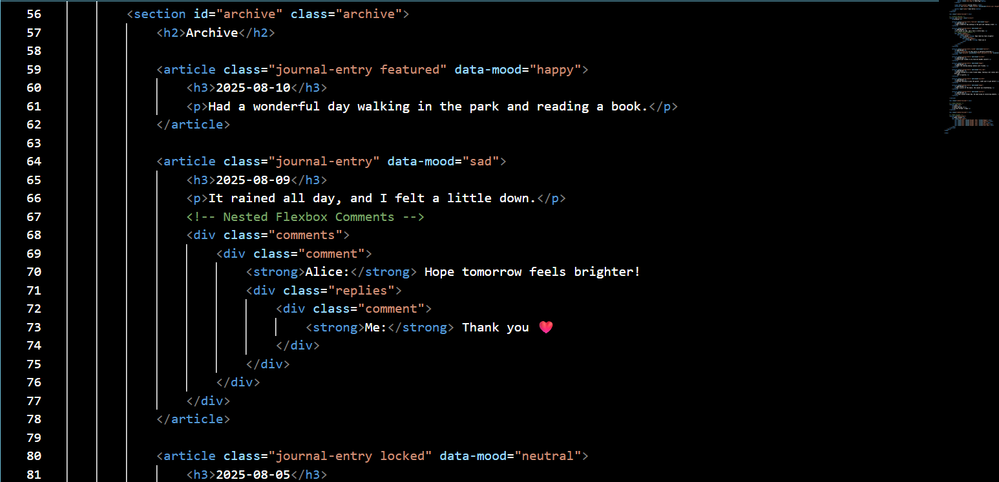 56 <section id="archive" class="archive">
57 <h2>Archive</h2>
58
59 <article class="journal-entry featured" data-mood="happy">
60 <h3>2025-08-10</h3>
61 <p>Had a wonderful day walking in the park and reading a book.</p>
62 </article>
63
64 <article class="journal-entry" data-mood="sad">
65 <h3>2025-08-09</h3>
66 <p>It rained all day, and I felt a little down.</p>
67 <!-- Nested Flexbox Comments -->
68 <div class="comments">
69 <div class="comment">
70 <strong>Alice:</strong> Hope tomorrow feels brighter!
71 <div class="replies">
72 <div class="comment">
73 <strong>Me:</strong> Thank you ❤️
74 </div>
75 </div>
76 </div>
77 </div>
78 </article>
79
80 <article class="journal-entry locked" data-mood="neutral">
81 <h3>2025-08-05</h3>